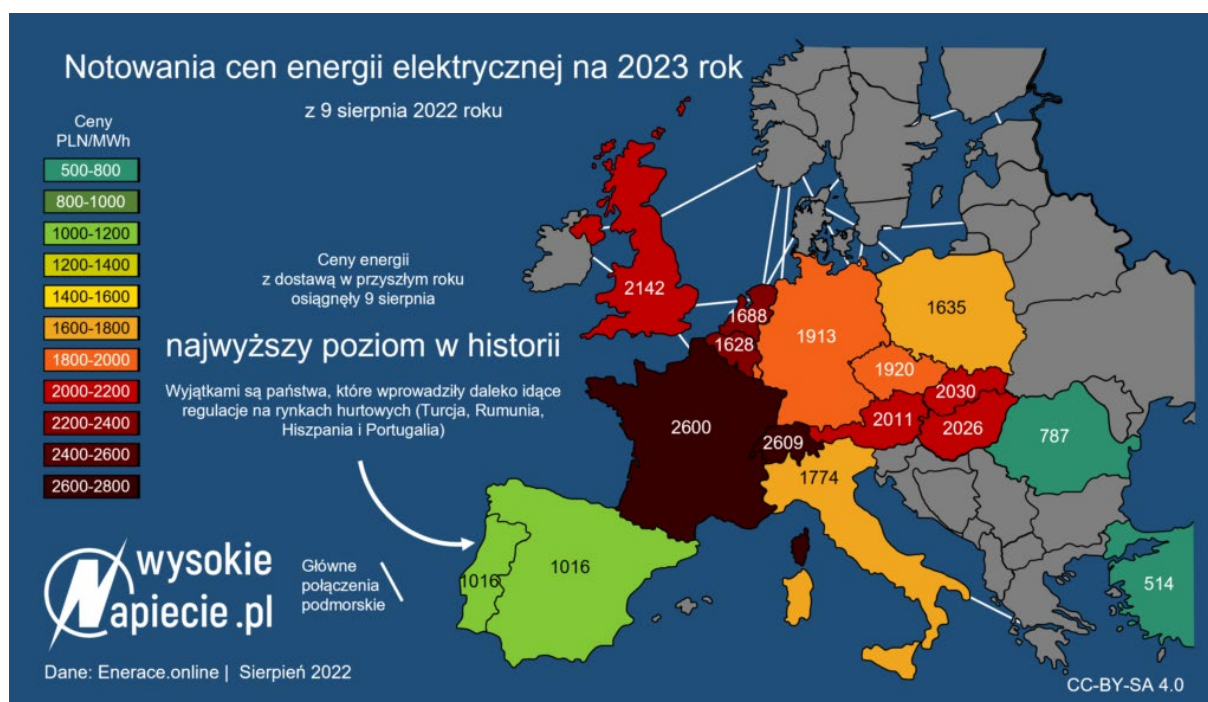 Notowania cen energii elektrycznej na 2023 rok
z 9 sierpnia 2022 roku
Ceny
PLN/MWh
500-800
800-1000
1000-1200
1200-1400
1400-1600
1600-1800
1800-2000
2000-2200
2200-2400
2400-2600
2600-2800
Ceny energii
z dostawą w przyszłym roku
osiągnęły 9 sierpnia
najwyższy poziom w historii
Wyjątkami są państwa, które wprowadziły daleko idące
regulacje na rynkach hurtowych (Turcja, Rumunia,
Hiszpania i Portugalia)
2142
1688
1628
1913
1635
1920
2030
2011
2026
2600
2609
787
1774
1016
1016
514
wysokie
Napiecie.pl
Główne
połączenia
podmorskie
Dane: Enerace.online | Sierpień 2022
CC-BY-SA 4.0